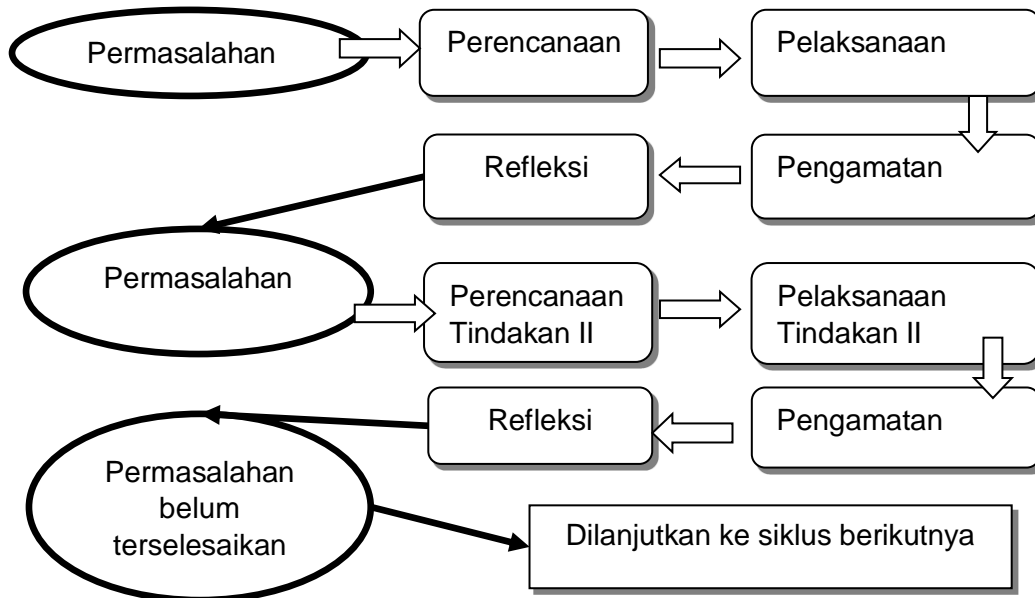 Permasalahan
Perencanaan
Pelaksanaan
Refleksi
Pengamatan
Permasalahan
Perencanaan
Tindakan II
Pelaksanaan
Tindakan II
Refleksi
Pengamatan
Permasalahan
belum
terselesaikan
Dilanjutkan ke siklus berikutnya